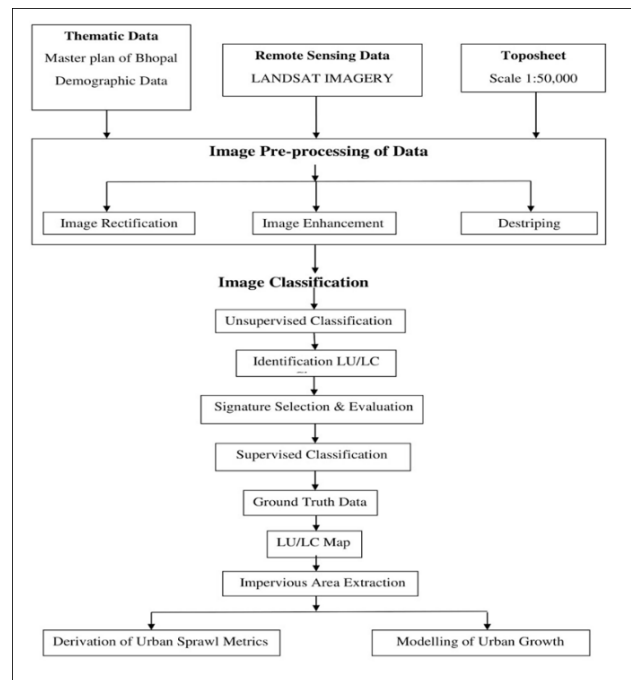 Thematic Data
Master plan of Bhopal
Demographic Data
Remote Sensing Data
LANDSAT IMAGERY
Toposheet
Scale 1:50,000
Image Pre-processing of Data
Image Rectification
Image Enhancement
Destriping
Image Classification
Unsupervised Classification
Identification LU/LC
Signature Selection & Evaluation
Supervised Classification
Ground Truth Data
LU/LC Map
Impervious Area Extraction
Derivation of Urban Sprawl Metrics
Modelling of Urban Growth